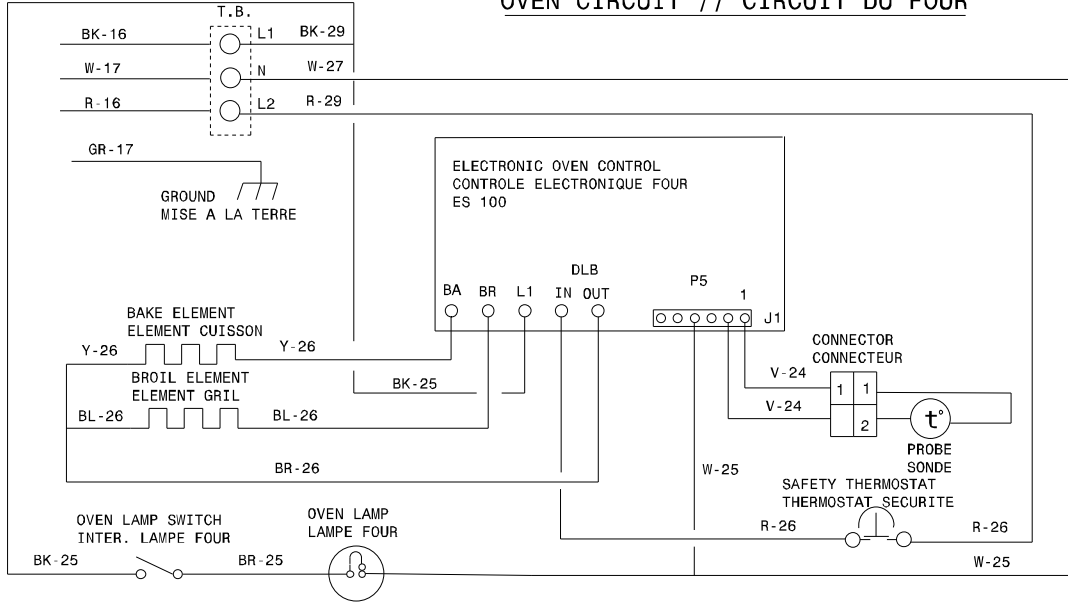 OVEN CIRCUIT // CIRCUIT DU FOUR
T.B.
BK-16
L1
BK-29
W-17
N
W-27
R-16
L2
R-29
GR-17
GROUND
MISE A LA TERRE
ELECTRONIC OVEN CONTROL
CONTROLE ELECTRONIQUE FOUR
ES 100
DLB
BA
BR
L1
IN
OUT
P5
1
J1
BAKE ELEMENT
ELEMENT CUISSON
Y-26
Y-26
BROIL ELEMENT
ELEMENT GRIL
BK-25
BL-26
BL-26
BR-26
CONNECTOR
CONNECTEUR
V-24
1
1
V-24
2
t°
PROBE
SONDE
W-25
SAFETY THERMOSTAT
THERMOSTAT SECURITE
R-26
R-26
OVEN LAMP SWITCH
INTER. LAMPE FOUR
OVEN LAMP
LAMPE FOUR
BK-25
BR-25
W-25